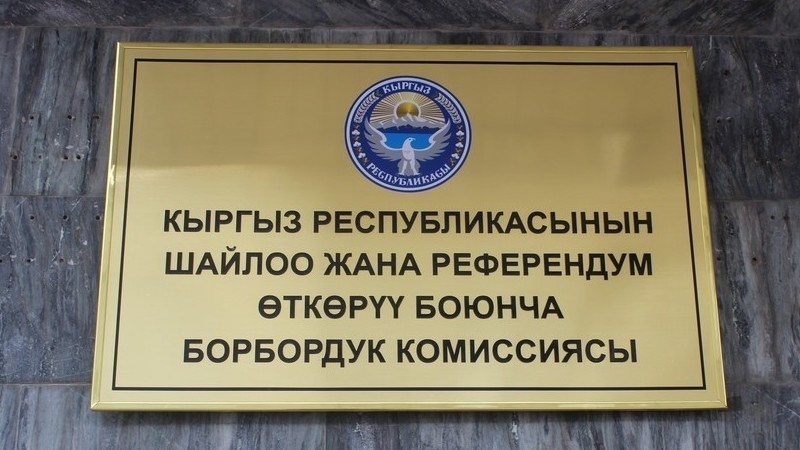 КЫРГЫЗ
РЕСПУБЛИКАСЫ
КЫРГЫЗ РЕСПУБЛИКАСЫНЫН
ШАЙЛОО ЖАНА РЕФЕРЕНДУМ
ӨТКӨРҮҮ БОЮНЧА
БОРБОРДУК КОМИССИЯСЫ